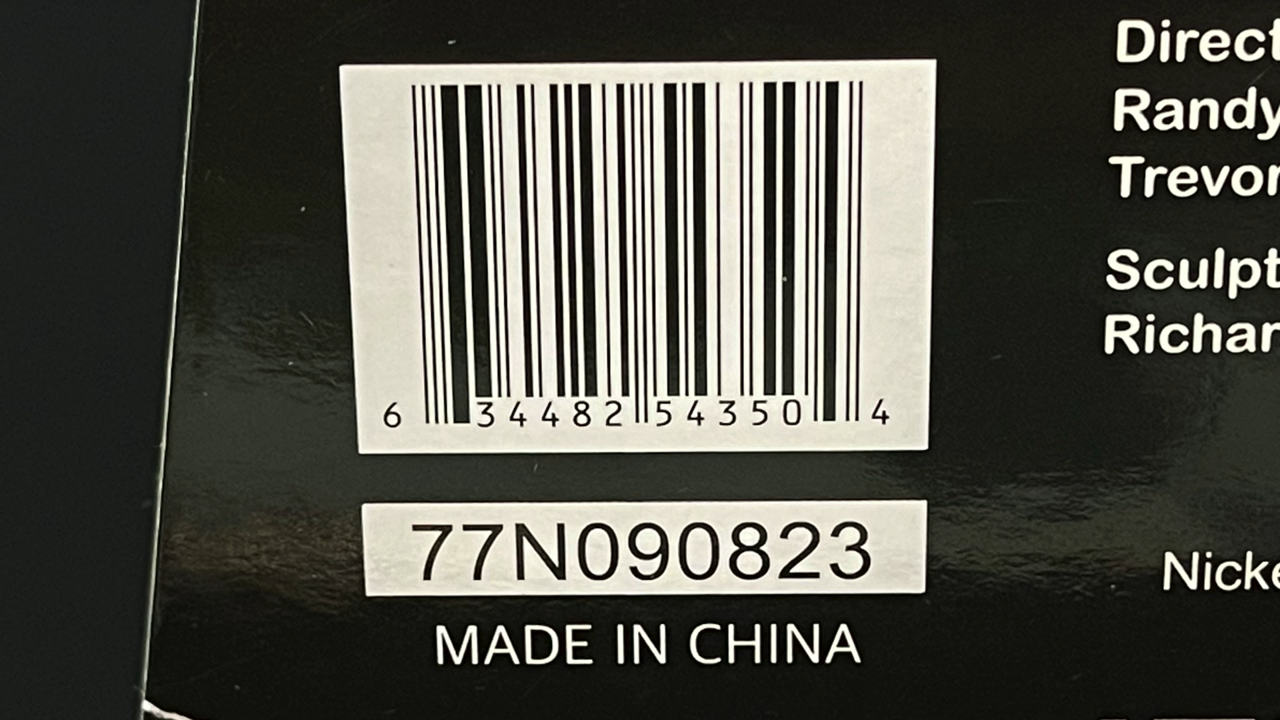 Direct
Randy
Trevor
Sculpt
Richar
6 34482 54350 4
77N090823
Nicke
MADE IN CHINA